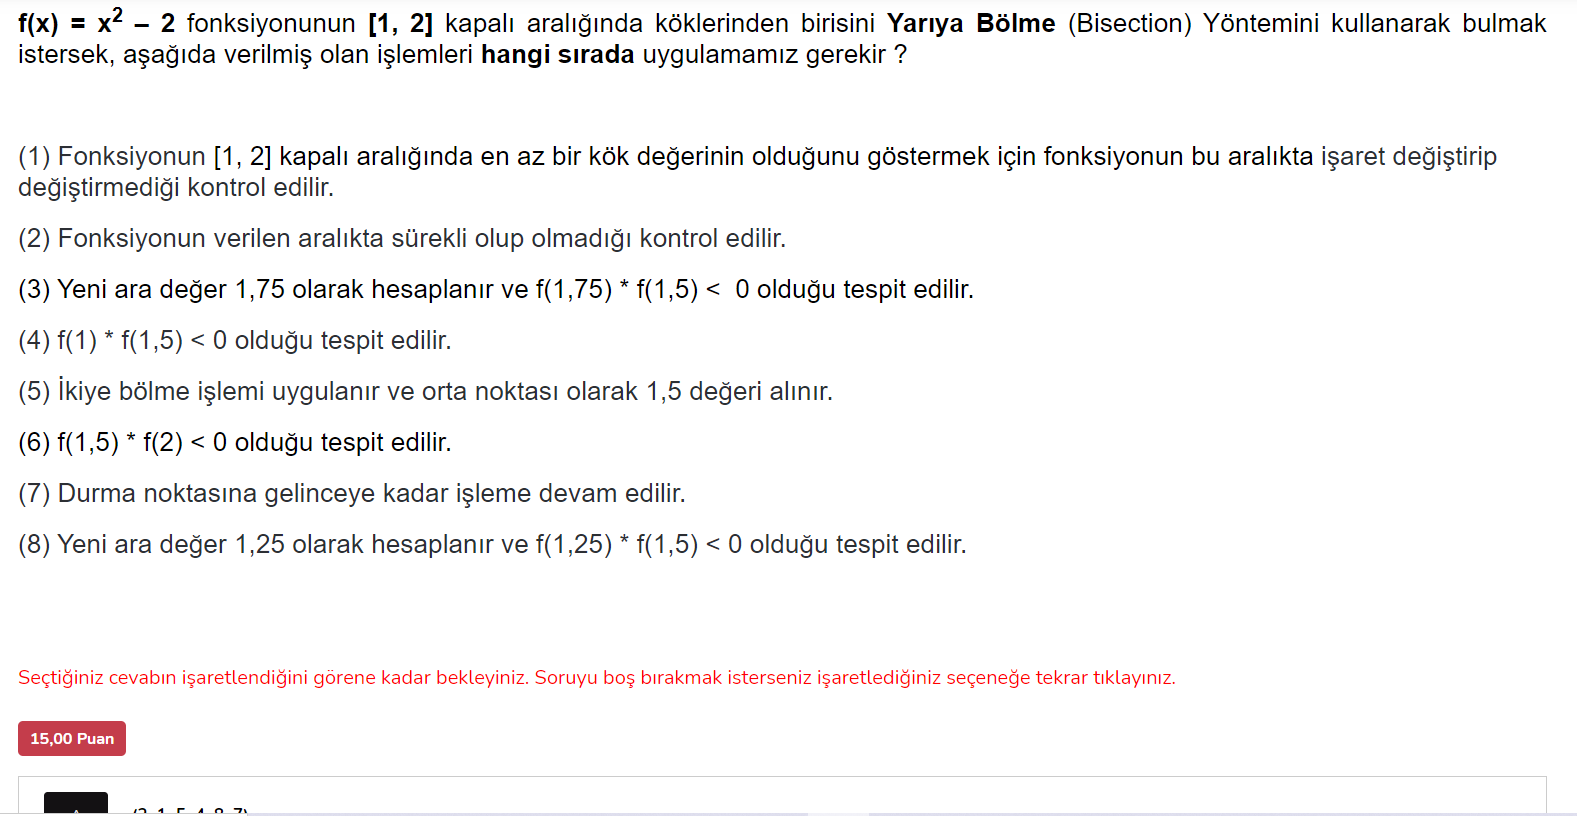 f(x) = x² – 2 fonksiyonunun [1, 2] kapalı aralığında köklerinden birisini Yarıya Bölme (Bisection) Yöntemini kullanarak bulmak
istersek, aşağıda verilmiş olan işlemleri hangi sırada uygulamamız gerekir ?
(1) Fonksiyonun [1, 2] kapalı aralığında en az bir kök değerinin olduğunu göstermek için fonksiyonun bu aralıkta işaret değiştirip
değiştirmediği kontrol edilir.
(2) Fonksiyonun verilen aralıkta sürekli olup olmadığı kontrol edilir.
(3) Yeni ara değer 1,75 olarak hesaplanır ve f(1,75) * f(1,5) < 0 olduğu tespit edilir.
(4) f(1) * f(1,5) < 0 olduğu tespit edilir.
(5) İkiye bölme işlemi uygulanır ve orta noktası olarak 1,5 değeri alınır.
(6) f(1,5) * f(2) < 0 olduğu tespit edilir.
(7) Durma noktasına gelinceye kadar işleme devam edilir.
(8) Yeni ara değer 1,25 olarak hesaplanır ve f(1,25) * f(1,5) < 0 olduğu tespit edilir.
Seçtiğiniz cevabın işaretlendiğini görene kadar bekleyiniz. Soruyu boş bırakmak isterseniz işaretlediğiniz seçeneğe tekrar tıklayınız.
15,00 Puan